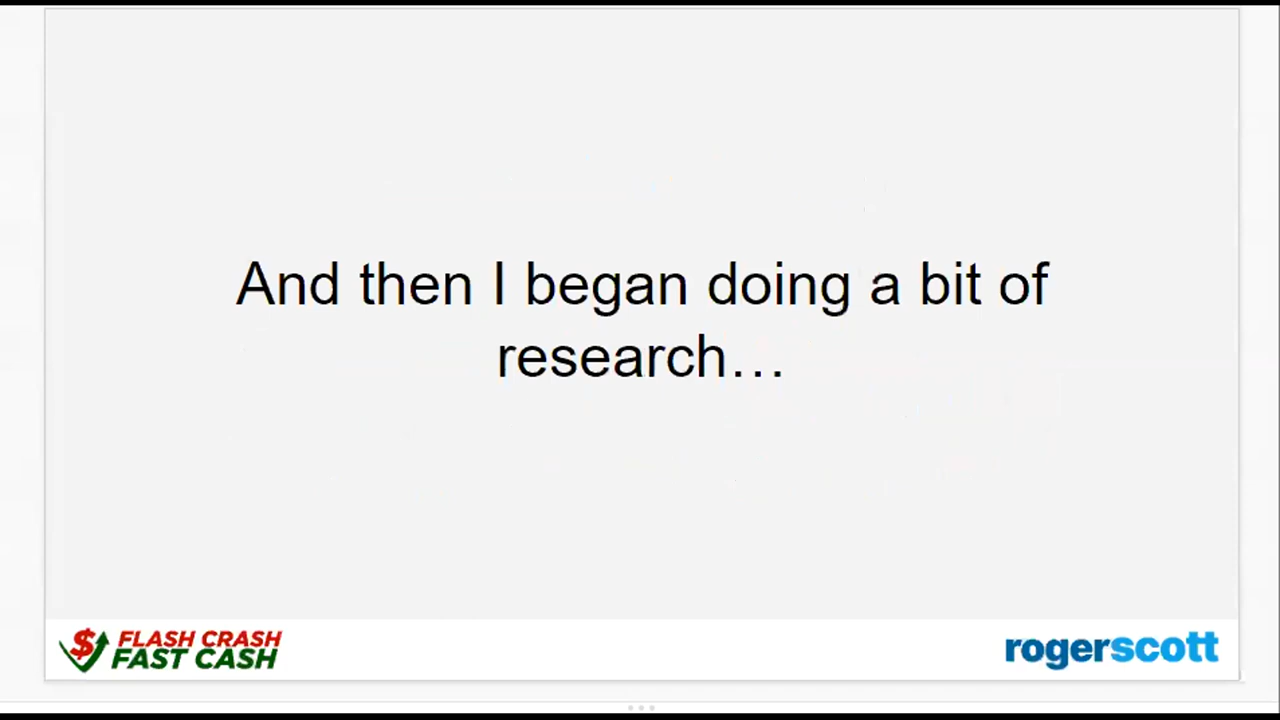 And then I began doing a bit of
research…
$ FLASH CRASH
FAST CASH
rogerscott